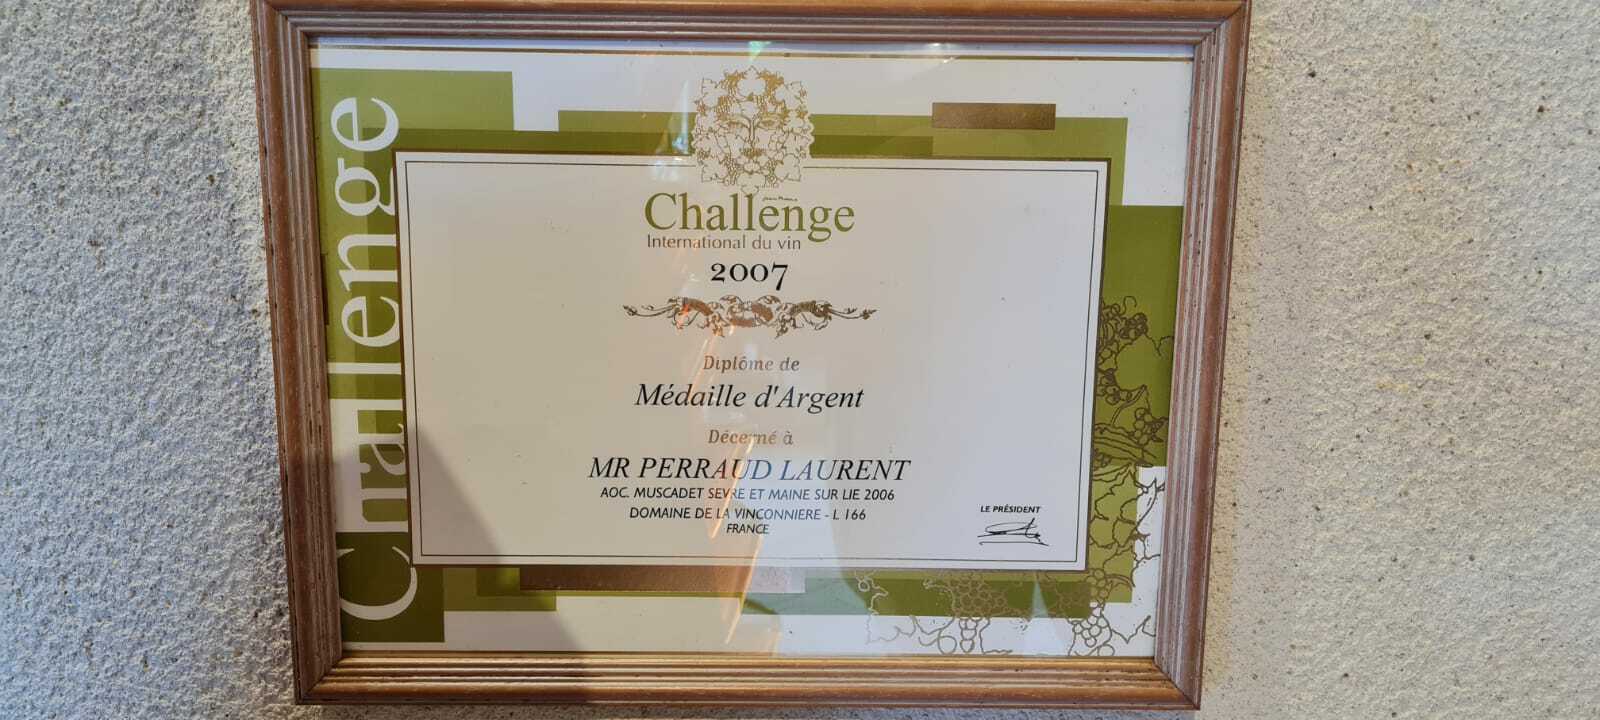 Challenge
Challenge
International du vin
2007
Diplôme de
Médaille d'Argent
Décerné à
MR PERRAUD LAURENT
AOC. MUSCADET SEVRE ET MAINE SUR LIE 2006
DOMAINE DE LA VINCONNIERE - L 166
FRANCE
LE PRÉSIDENT